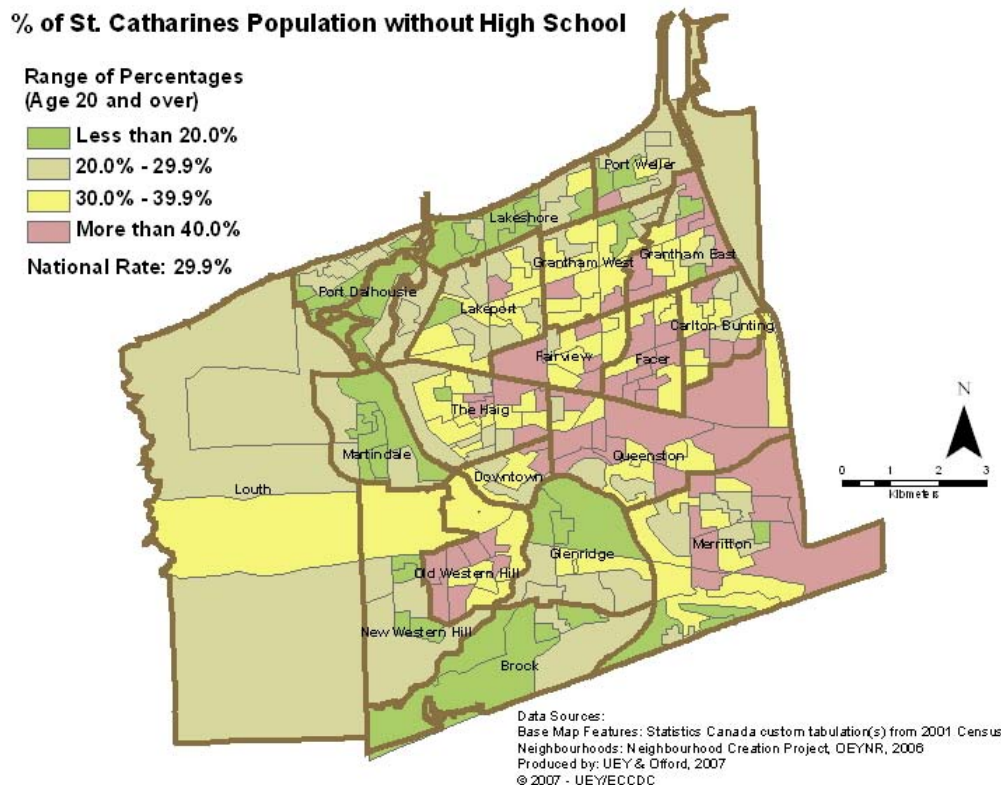 % of St. Catharines Population without High School
Range of Percentages
(Age 20 and over)
Less than 20.0%
20.0% - 29.9%
30.0% - 39.9%
More than 40.0%
National Rate: 29.9%
Port Weller
Lakeshore
Grantham West
Grantham East
Port Dalhousie
Lakeport
Carlton Bunting
Fairview
Facer
The Haig
Martindale
Queenston
Downtown
Louth
Merritton
Glenridge
Old Western Hill
New Western Hill
Brock
N
0 1 2 3
Kilometers
Data Sources:
Base Map Features: Statistics Canada custom tabulation(s) from 2001 Census
Neighbourhoods: Neighbourhood Creation Project, OEYNR, 2006
Produced by: UEY & Offord, 2007
© 2007 - UEY/ECCDC